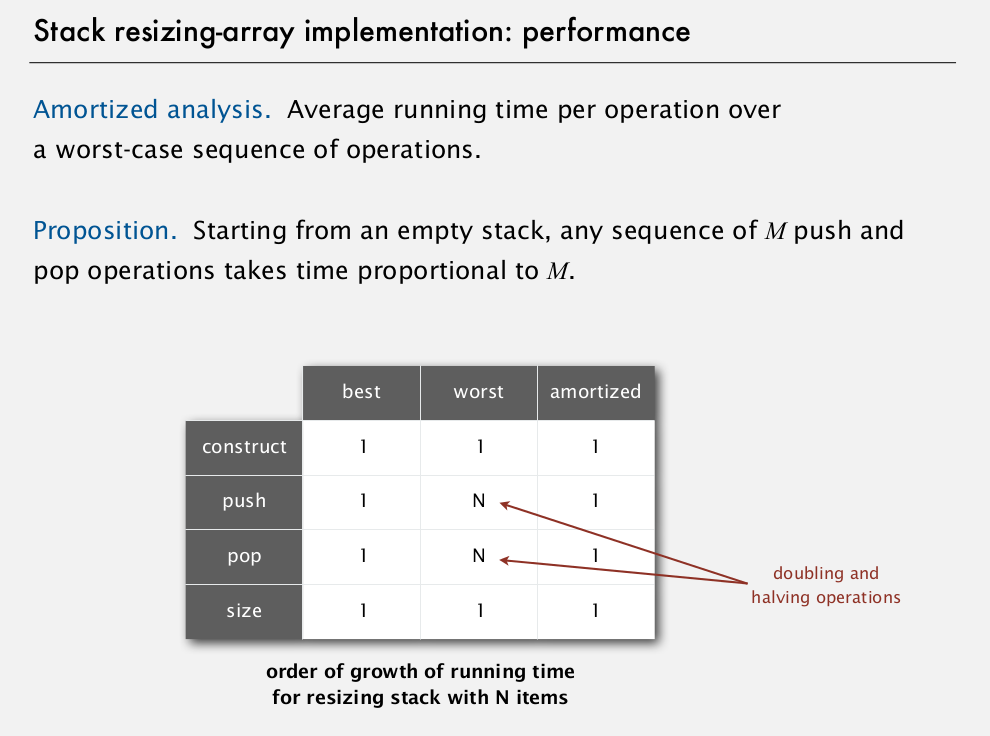 Stack resizing-array implementation: performance
Amortized analysis. Average running time per operation over
a worst-case sequence of operations.
Proposition. Starting from an empty stack, any sequence of M push and
pop operations takes time proportional to M.
best worst amortized
construct 1 1 1
push 1 N 1
pop 1 N 1
size 1 1 1
doubling and
halving operations
order of growth of running time
for resizing stack with N items